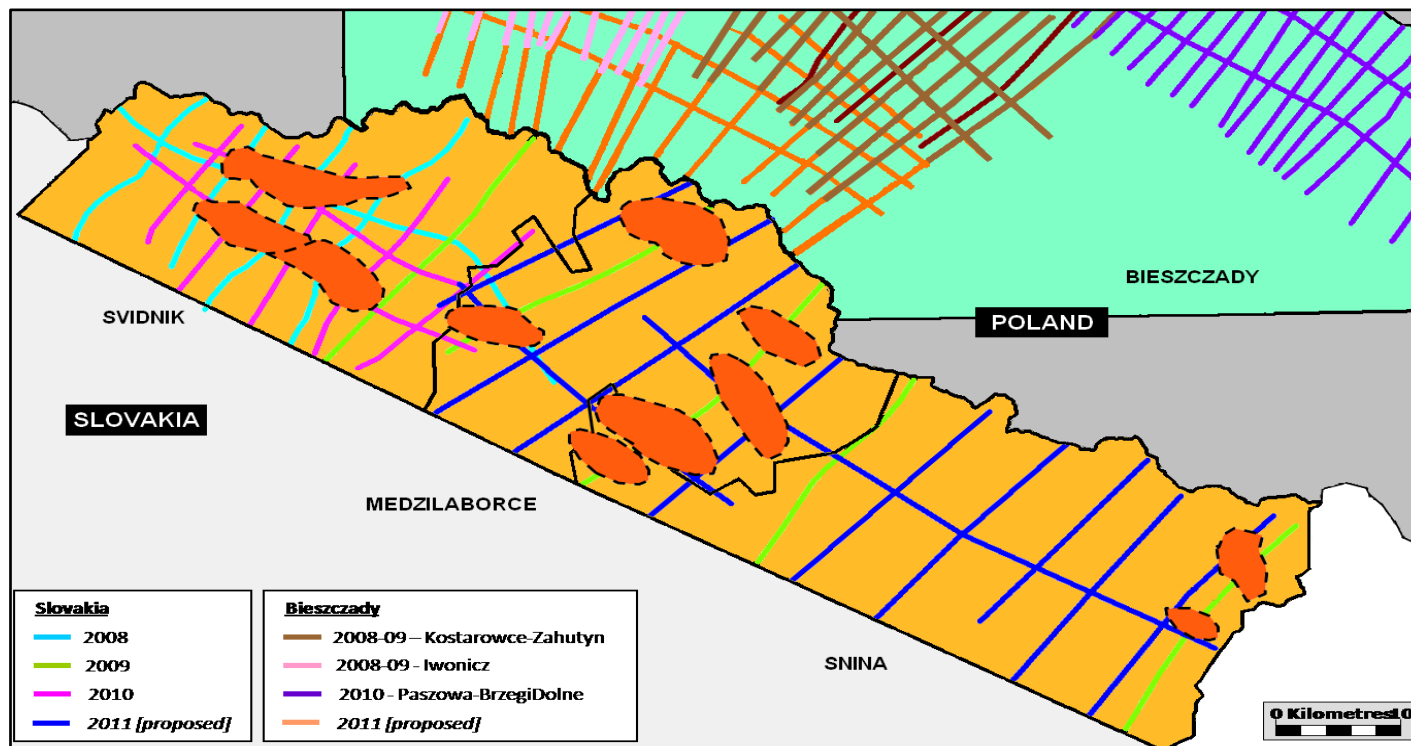 BIESZCZADY
POLAND
SVIDNIK
SLOVAKIA
MEDZILABORCE
SNINA
Slovakia
2008
2009
2010
2011 [proposed]
Bieszczady
2008-09 – Kostarowce-Zahutyn
2008-09 - Iwonicz
2010 - Paszowa-BrzegiDolne
2011 [proposed]
0 Kilometres10